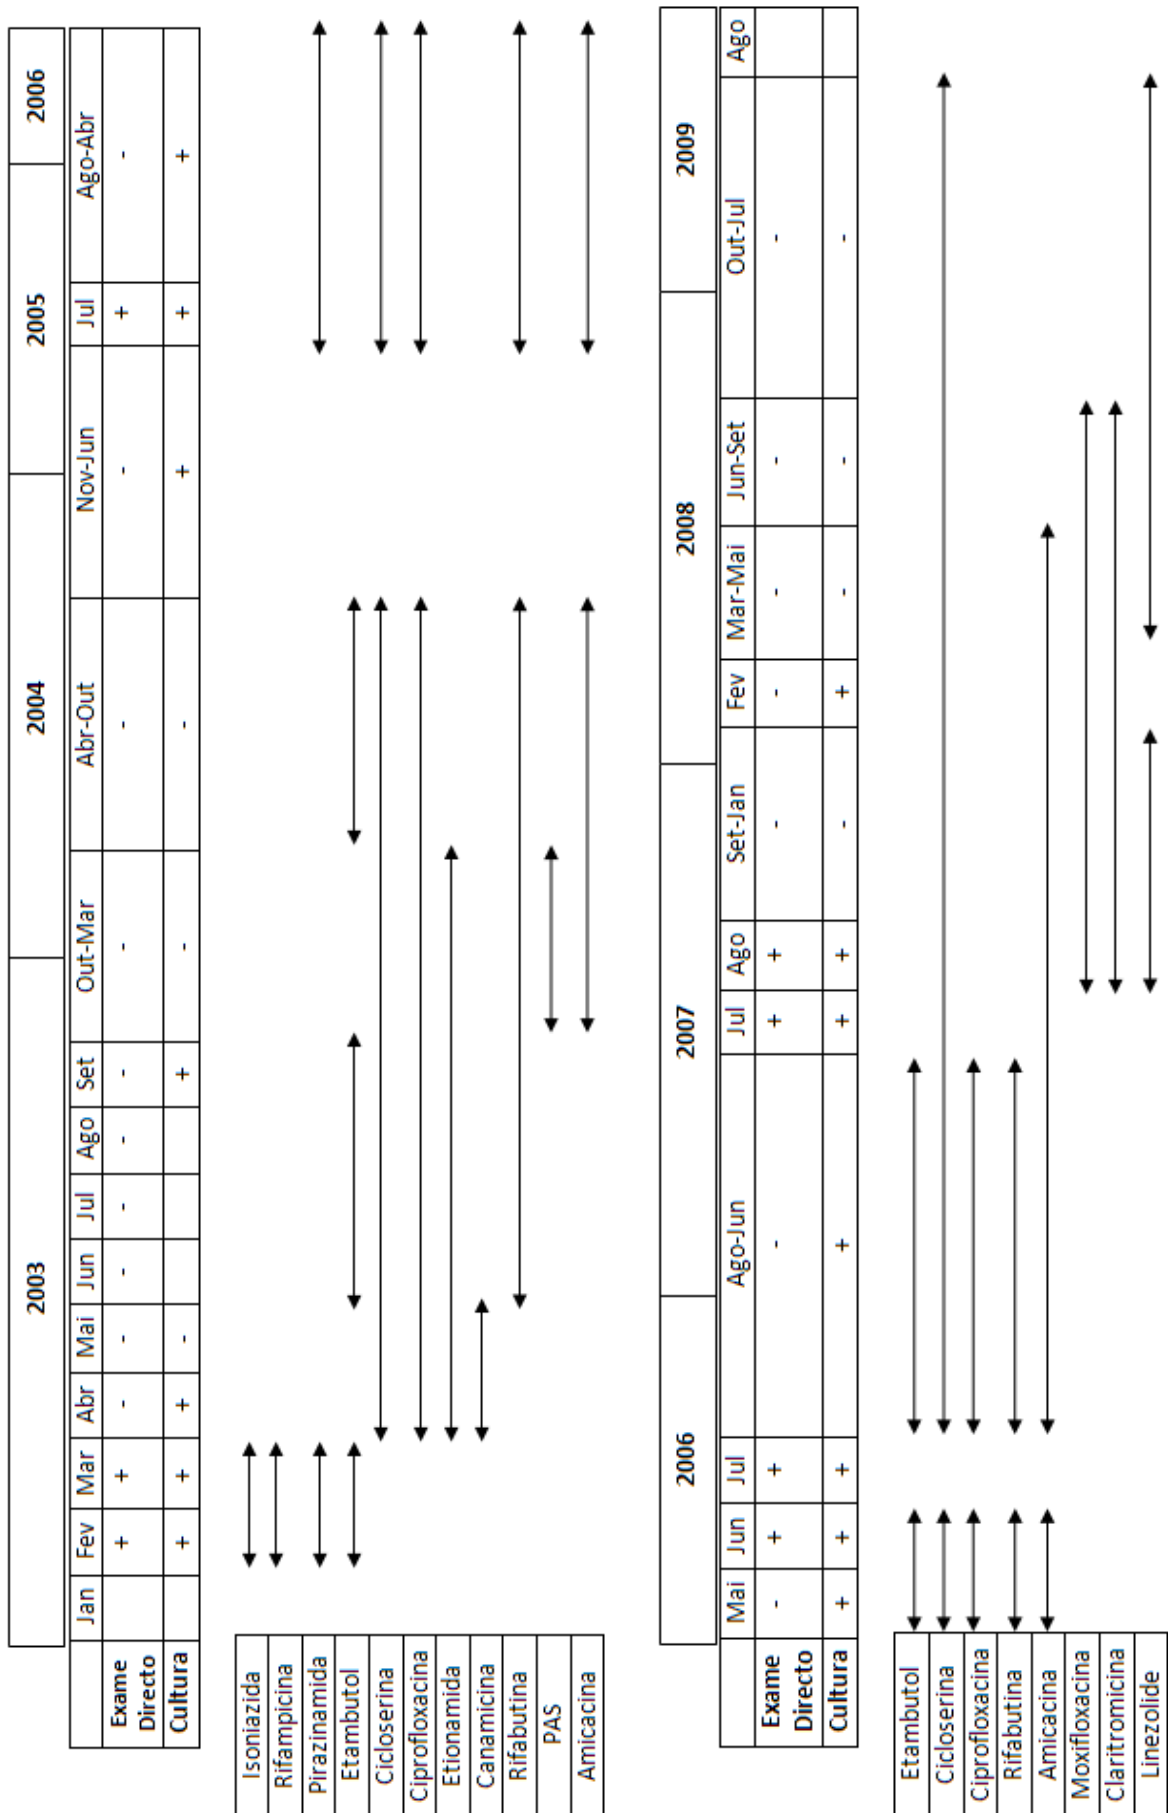 2003 2004 2005 2006
Jan Fev Mar Abr Mai Jun Jul Ago Set Out-Mar Abr-Out Nov-Jun Jul Ago-Abr
Exame Directo + + - - - - - - - - - + -
Cultura + + + - + - - + + +
Isoniazida
Rifampicina
Pirazinamida
Etambutol
Cicloserina
Ciprofloxacina
Etionamida
Canamicina
Rifabutina
PAS
Amicacina
2006 2007 2008 2009
Mai Jun Jul Ago-Jun Jul Ago Set-Jan Fev Mar-Mai Jun-Set Out-Jul Ago
Exame Directo - + + - + + - - - - -
Cultura + + + + + + - + - - -
Etambutol
Cicloserina
Ciprofloxacina
Rifabutina
Amicacina
Moxifloxacina
Claritromicina
Linezolide